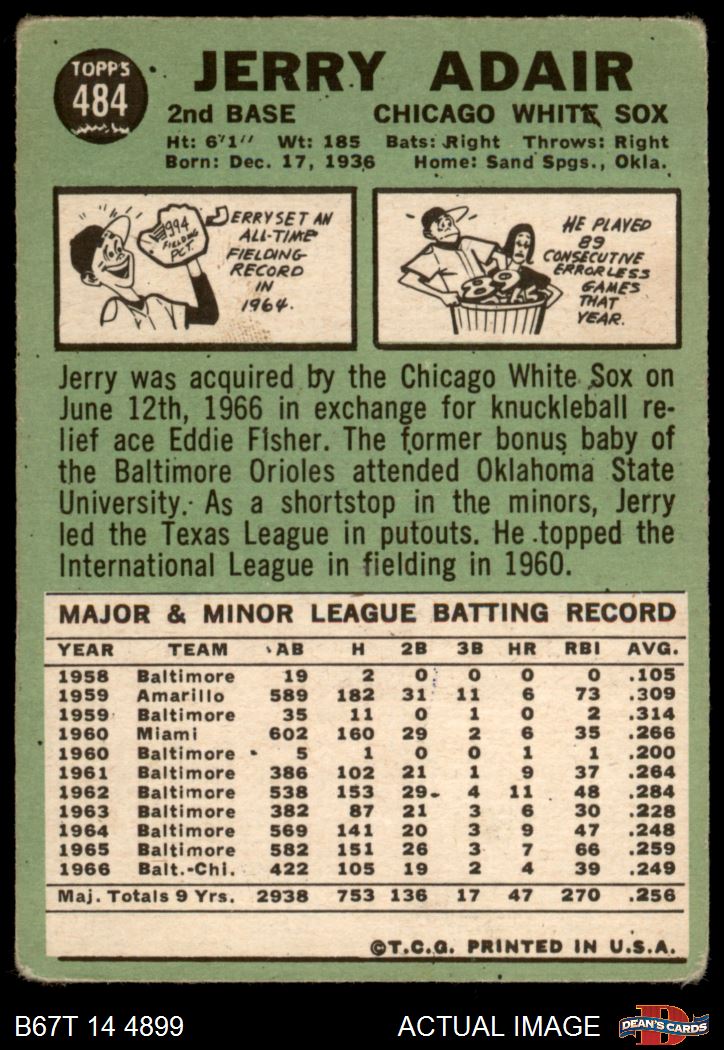 TOPPS
484
JERRY ADAIR
2nd BASE CHICAGO WHITE SOX
Ht: 6'1" Wt: 185 Bats: Right Throws: Right
Born: Dec. 17, 1936 Home: Sand Spgs., Okla.
.994
FIELDING
PCT.
JERRY SET AN
ALL-TIME
FIELDING
RECORD
IN
1964.
HE PLAYED
89
CONSECUTIVE
ERRORLESS
GAMES
THAT
YEAR.
Jerry was acquired by the Chicago White Sox on
June 12th, 1966 in exchange for knuckleball re-
lief ace Eddie Fisher. The former bonus baby of
the Baltimore Orioles attended Oklahoma State
University. As a shortstop in the minors, Jerry
led the Texas League in putouts. He topped the
International League in fielding in 1960.
MAJOR & MINOR LEAGUE BATTING RECORD
YEAR TEAM AB H 2B 3B HR RBI AVG.
1958 Baltimore 19 2 0 0 0 0 .105
1959 Amarillo 589 182 31 11 6 73 .309
1959 Baltimore 35 11 0 1 0 2 .314
1960 Miami 602 160 29 2 6 35 .266
1960 Baltimore 5 1 0 0 1 1 .200
1961 Baltimore 386 102 21 1 9 37 .264
1962 Baltimore 538 153 29 4 11 48 .284
1963 Baltimore 382 87 21 3 6 30 .228
1964 Baltimore 569 141 20 3 9 47 .248
1965 Baltimore 582 151 26 3 7 66 .259
1966 Balt.-Chi. 422 105 19 2 4 39 .249
Maj. Totals 9 Yrs. 2938 753 136 17 47 270 .256
©T.C.G. PRINTED IN U.S.A.
B67T 14 4899 ACTUAL IMAGE
D
DEAN'S CARDS